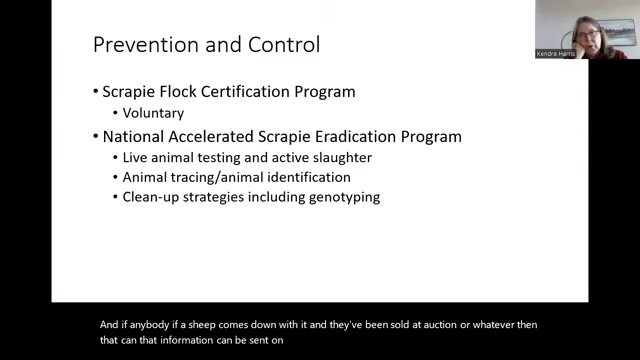 Prevention and Control
Kendra Harris
• Scrapie Flock Certification Program
• Voluntary
• National Accelerated Scrapie Eradication Program
• Live animal testing and active slaughter
• Animal tracing/animal identification
• Clean-up strategies including genotyping
And if anybody if a sheep comes down with it and they've been sold at auction or whatever then
that can that information can be sent on